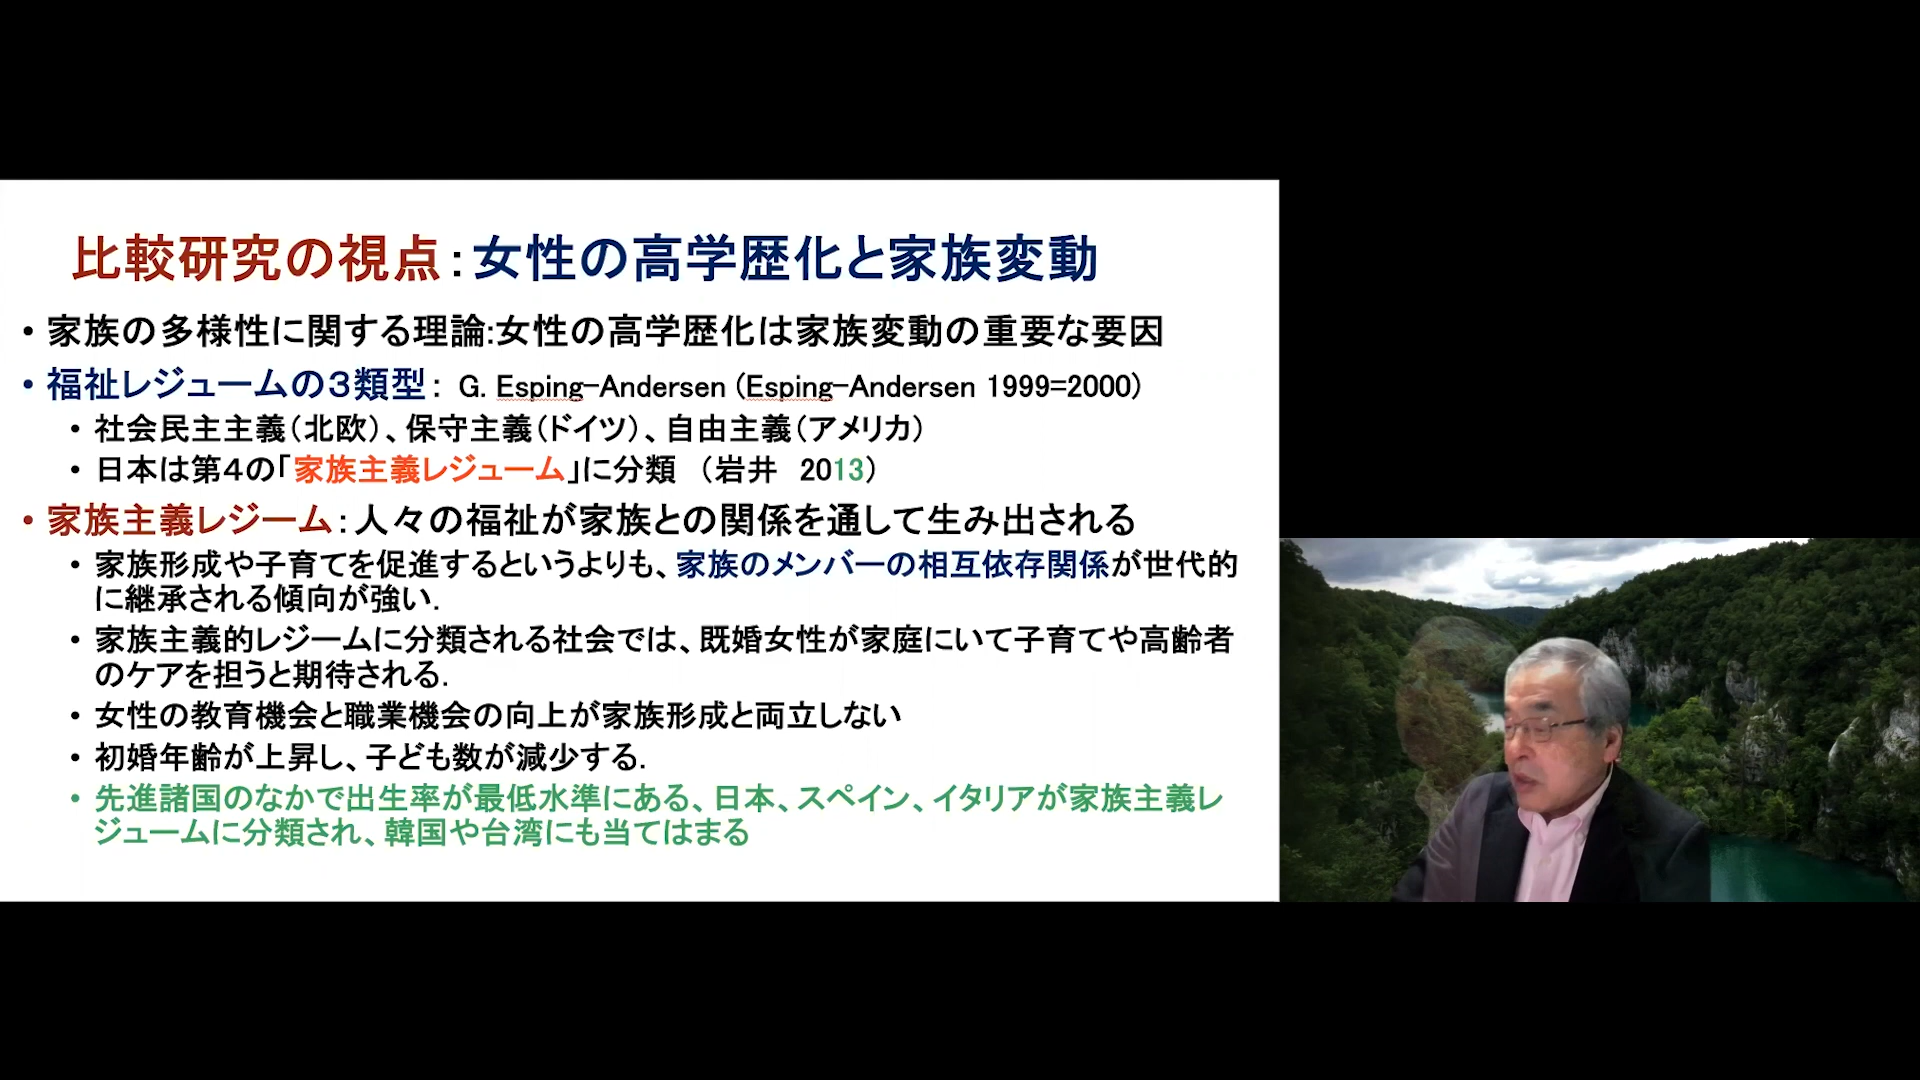 比較研究の視点：女性の高学歴化と家族変動
• 家族の多様性に関する理論:女性の高学歴化は家族変動の重要な要因
• 福祉レジュームの３類型： G. Esping-Andersen (Esping-Andersen 1999=2000)
• 社会民主主義（北欧）、保守主義（ドイツ）、自由主義（アメリカ）
• 日本は第４の「家族主義レジューム」に分類　（岩井　2013）
• 家族主義レジーム：人々の福祉が家族との関係を通して生み出される
• 家族形成や子育てを促進するというよりも、家族のメンバーの相互依存関係が世代的
に継承される傾向が強い.
• 家族主義的レジームに分類される社会では、既婚女性が家庭にいて子育てや高齢者
のケアを担うと期待される.
• 女性の教育機会と職業機会の向上が家族形成と両立しない
• 初婚年齢が上昇し、子ども数が減少する.
• 先進諸国のなかで出生率が最低水準にある、日本、スペイン、イタリアが家族主義レ
ジュームに分類され、韓国や台湾にも当てはまる